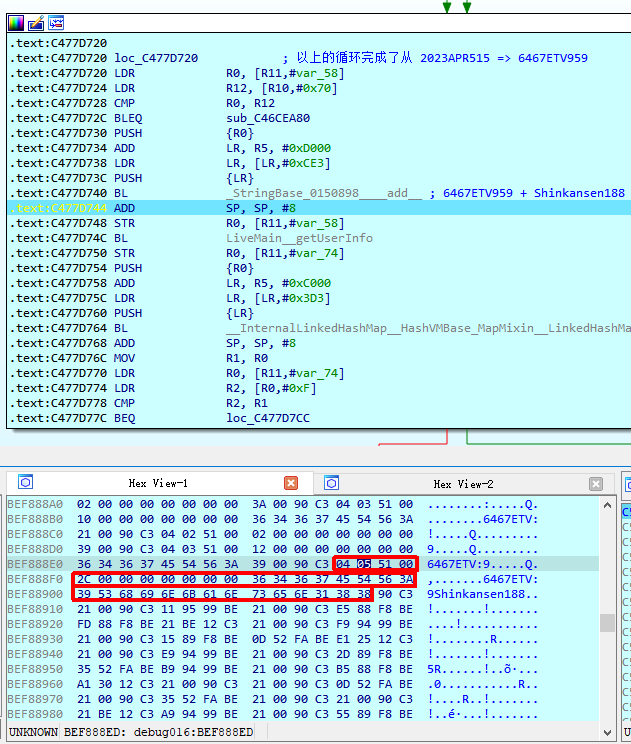 .text:C477D720
.text:C477D720 loc_C477D720 ; 以上的循环完成了从 2023APR515 => 6467ETV959
.text:C477D720 LDR R0, [R11,#var_58]
.text:C477D724 LDR R12, [R10,#0x70]
.text:C477D728 CMP R0, R12
.text:C477D72C BLEQ sub_C46CEA80
.text:C477D730 PUSH {R0}
.text:C477D734 ADD LR, R5, #0xD000
.text:C477D738 LDR LR, [LR,#0xCE3]
.text:C477D73C PUSH {LR}
.text:C477D740 BL _StringBase_0150898____add__ ; 6467ETV959 + Shinkansen188
.text:C477D744 ADD SP, SP, #8
.text:C477D748 STR R0, [R11,#var_58]
.text:C477D74C BL LiveMain__getUserInfo
.text:C477D750 STR R0, [R11,#var_74]
.text:C477D754 PUSH {R0}
.text:C477D758 ADD LR, R5, #0xC000
.text:C477D75C LDR LR, [LR,#0x3D3]
.text:C477D760 PUSH {LR}
.text:C477D764 BL __InternalLinkedHashMap__HashVMBase_MapMixin__LinkedHashMa
.text:C477D768 ADD SP, SP, #8
.text:C477D76C MOV R1, R0
.text:C477D770 LDR R0, [R11,#var_74]
.text:C477D774 LDR R2, [R0,#0xF]
.text:C477D778 CMP R2, R1
.text:C477D77C BEQ loc_C477D7CC
Hex View-1 Hex View-2
BEF888A0 02 00 00 00 00 00 00 00 3A 00 90 C3 04 03 51 00 ........:.....Q.
BEF888B0 10 00 00 00 00 00 00 00 36 34 36 37 45 54 56 3A ........6467ETV:
BEF888C0 21 00 90 C3 04 02 51 00 02 00 00 00 00 00 00 00 !.....Q.........
BEF888D0 39 00 90 C3 04 03 51 00 12 00 00 00 00 00 00 00 9.....Q.........
BEF888E0 36 34 36 37 45 54 56 3A 39 00 90 C3 04 05 51 00 6467ETV:9.....Q.
BEF888F0 2C 00 00 00 00 00 00 00 36 34 36 37 45 54 56 3A ,.......6467ETV:
BEF88900 39 53 68 69 6E 6B 61 6E 73 65 6E 31 38 38 90 C3 9Shinkansen188..
BEF88910 21 00 90 C3 11 95 99 BE 21 00 90 C3 E5 88 F8 BE !.......!.......
BEF88920 FD 88 F8 BE 21 BE 12 C3 21 00 90 C3 F9 94 99 BE ....!...........
BEF88930 21 00 90 C3 15 89 F8 BE 0D 52 FA BE E1 25 12 C3 !........R......
BEF88940 21 00 90 C3 E9 94 99 BE 21 00 90 C3 2D 89 F8 BE !.......!.......
BEF88950 35 52 FA BE B9 94 99 BE 21 00 90 C3 B5 88 F8 BE 5R......!..
BEF88960 A1 30 12 C3 21 00 90 C3 21 00 90 C3 0D 52 FA BE .0...........R..
BEF88970 21 00 90 C3 35 52 FA BE 21 00 90 C3 21 00 90 C3
BEF88980 21 BE 12 C3 A9 94 99 BE 21 00 90 C3 55 89 F8 BE
UNKNOWN BEF888ED: debug016:BEF888ED